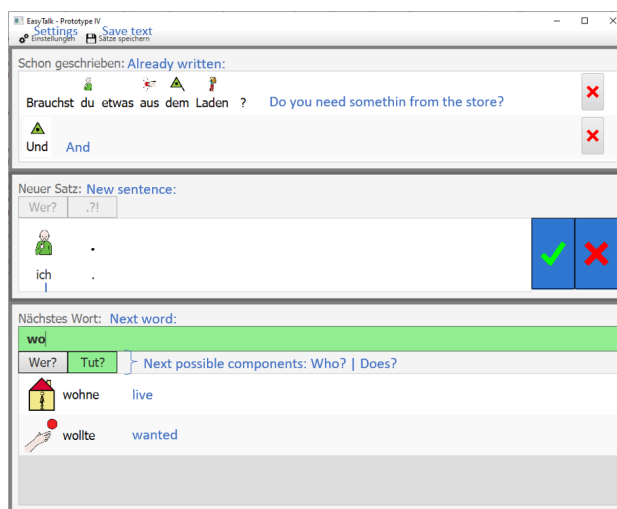 EasyTalk - Prototype IV
Settings Save text
Einstellungen Sätze speichern
Schon geschrieben: Already written:
Brauchst du etwas aus dem Laden ? Do you need somethin from the store?
Und And
Neuer Satz: New sentence:
Wer? .?!
.
ich .
I
Nächstes Wort: Next word:
wo
Wer? Tut? Next possible components: Who? | Does?
wohne live
wollte wanted